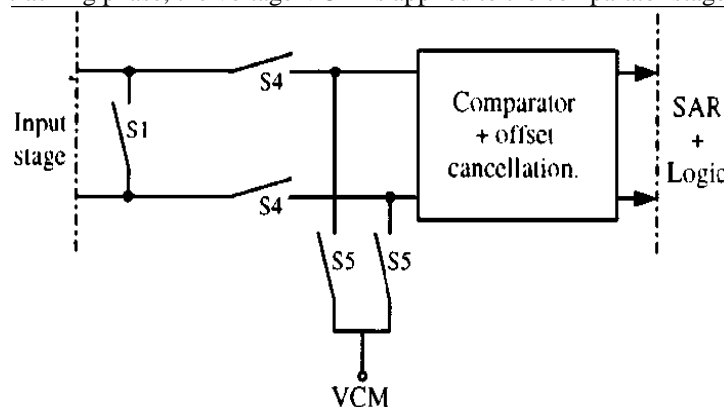 S4
S1
Input
stage
S4
Comparator
+ offset
cancellation.
SAR
+
Logic
S5
S5
VCM